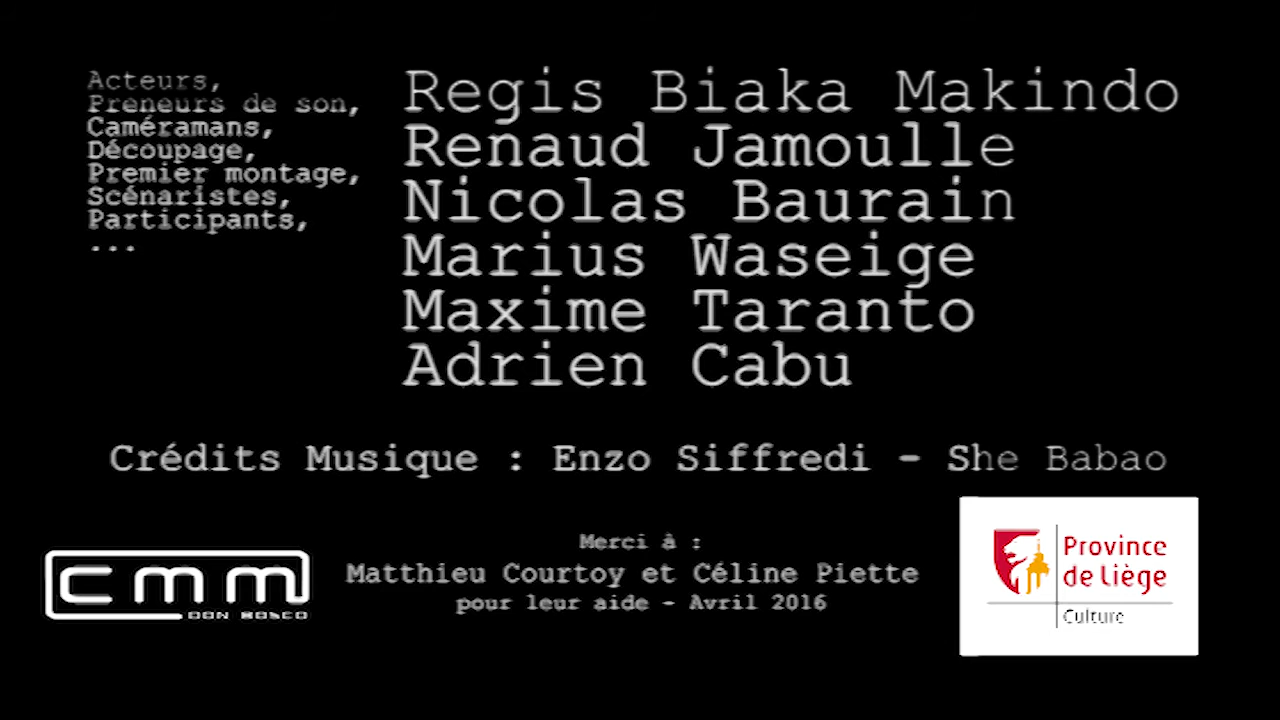 Acteurs,
Preneurs de son,
Caméramans,
Découpage,
Premier montage,
Scénaristes,
Participants,
...
Regis Biaka Makindo
Renaud Jamoulle
Nicolas Baurain
Marius Waseige
Maxime Taranto
Adrien Cabu
Crédits Musique : Enzo Siffredi - She Babao
cmm
DON BOSCO
Merci à :
Matthieu Courtoy et Céline Piette
pour leur aide - Avril 2016
Province
de Liège
Culture